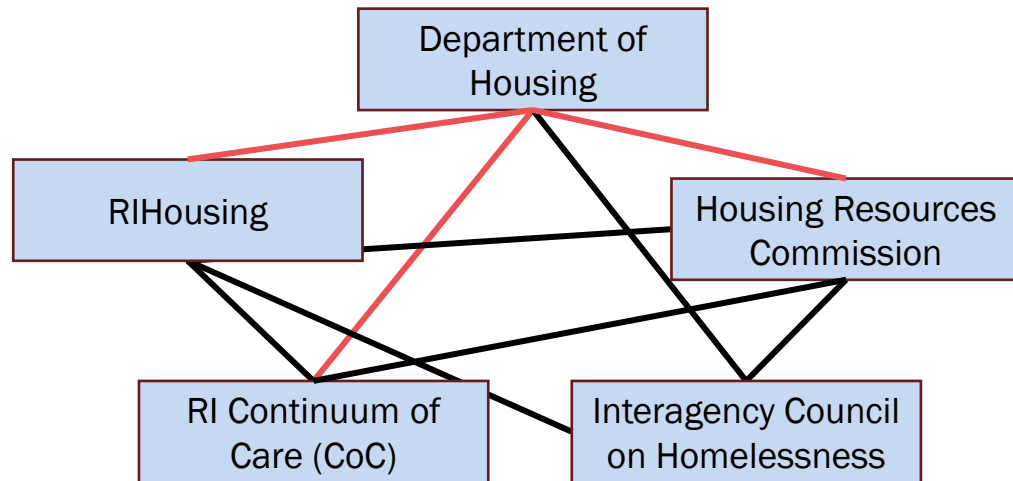 Department of
Housing
RIHousing
Housing Resources
Commission
RI Continuum of
Care (CoC)
Interagency Council
on Homelessness